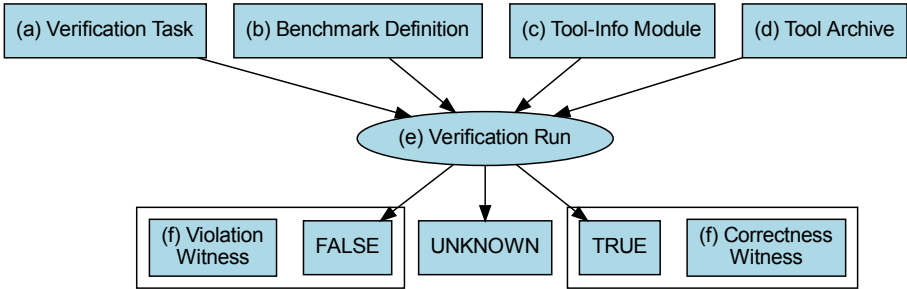 (a) Verification Task
(b) Benchmark Definition
(c) Tool-Info Module
(d) Tool Archive
(e) Verification Run
(f) Violation
Witness
FALSE
UNKNOWN
TRUE
(f) Correctness
Witness